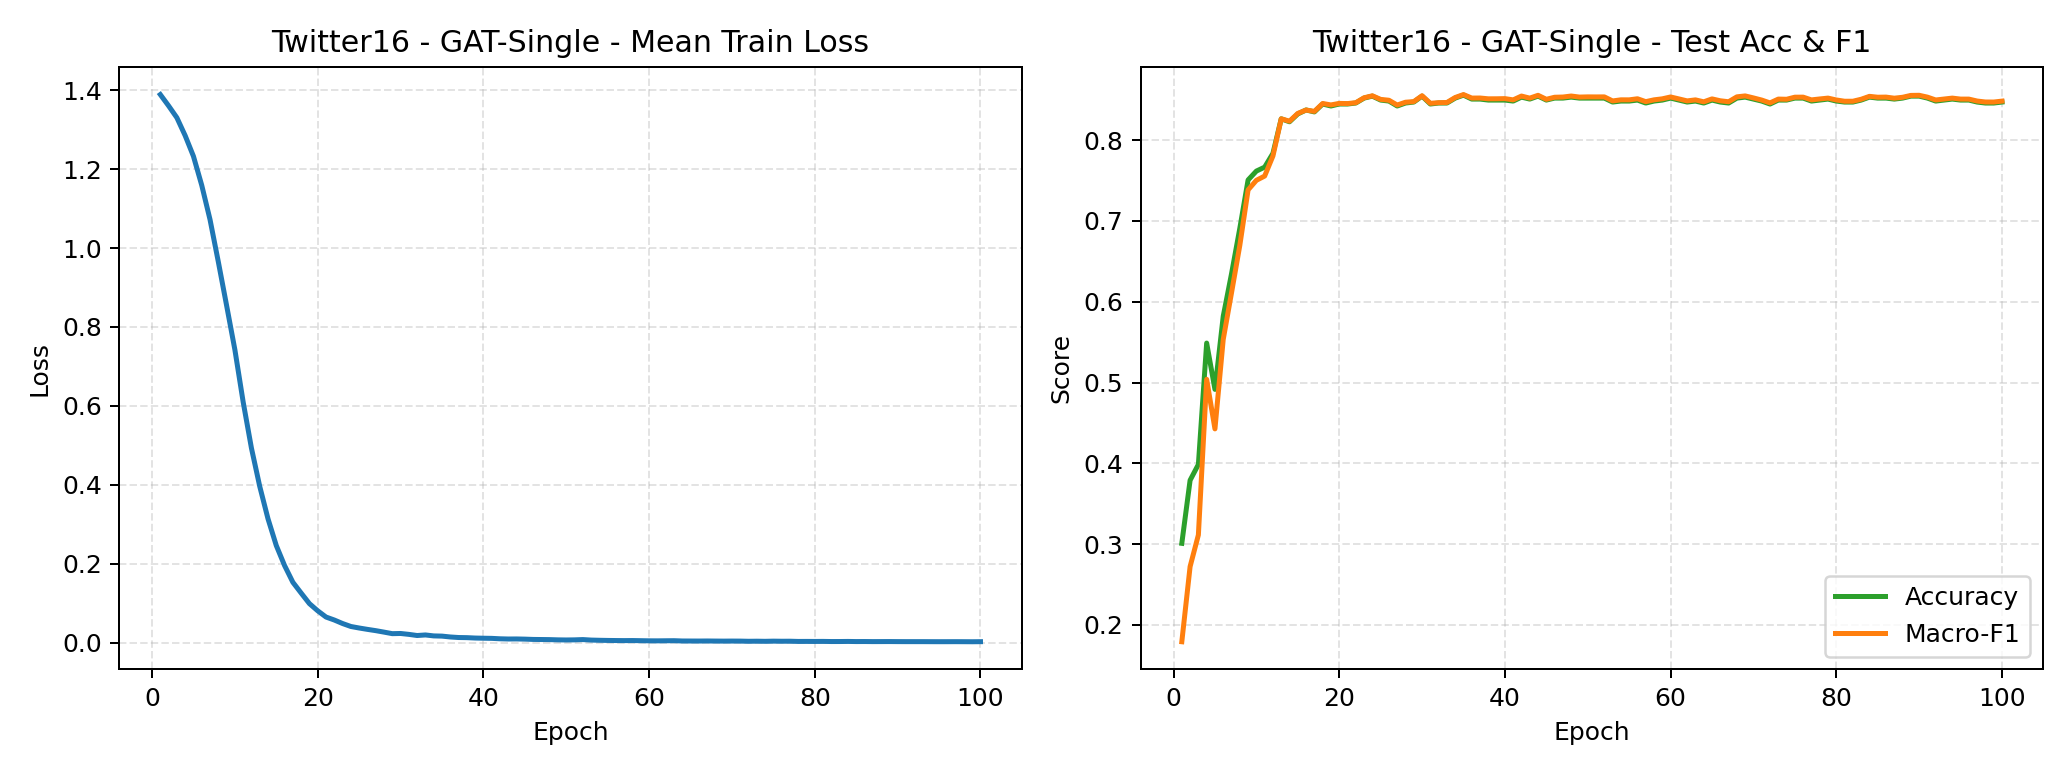 Twitter16 - GAT-Single - Mean Train Loss
1.4
1.2
1.0
0.8
0.6
0.4
0.2
0.0
Loss
0 20 40 60 80 100
Epoch
Twitter16 - GAT-Single - Test Acc & F1
0.8
0.7
0.6
0.5
0.4
0.3
0.2
Score
Accuracy
Macro-F1
0 20 40 60 80 100
Epoch